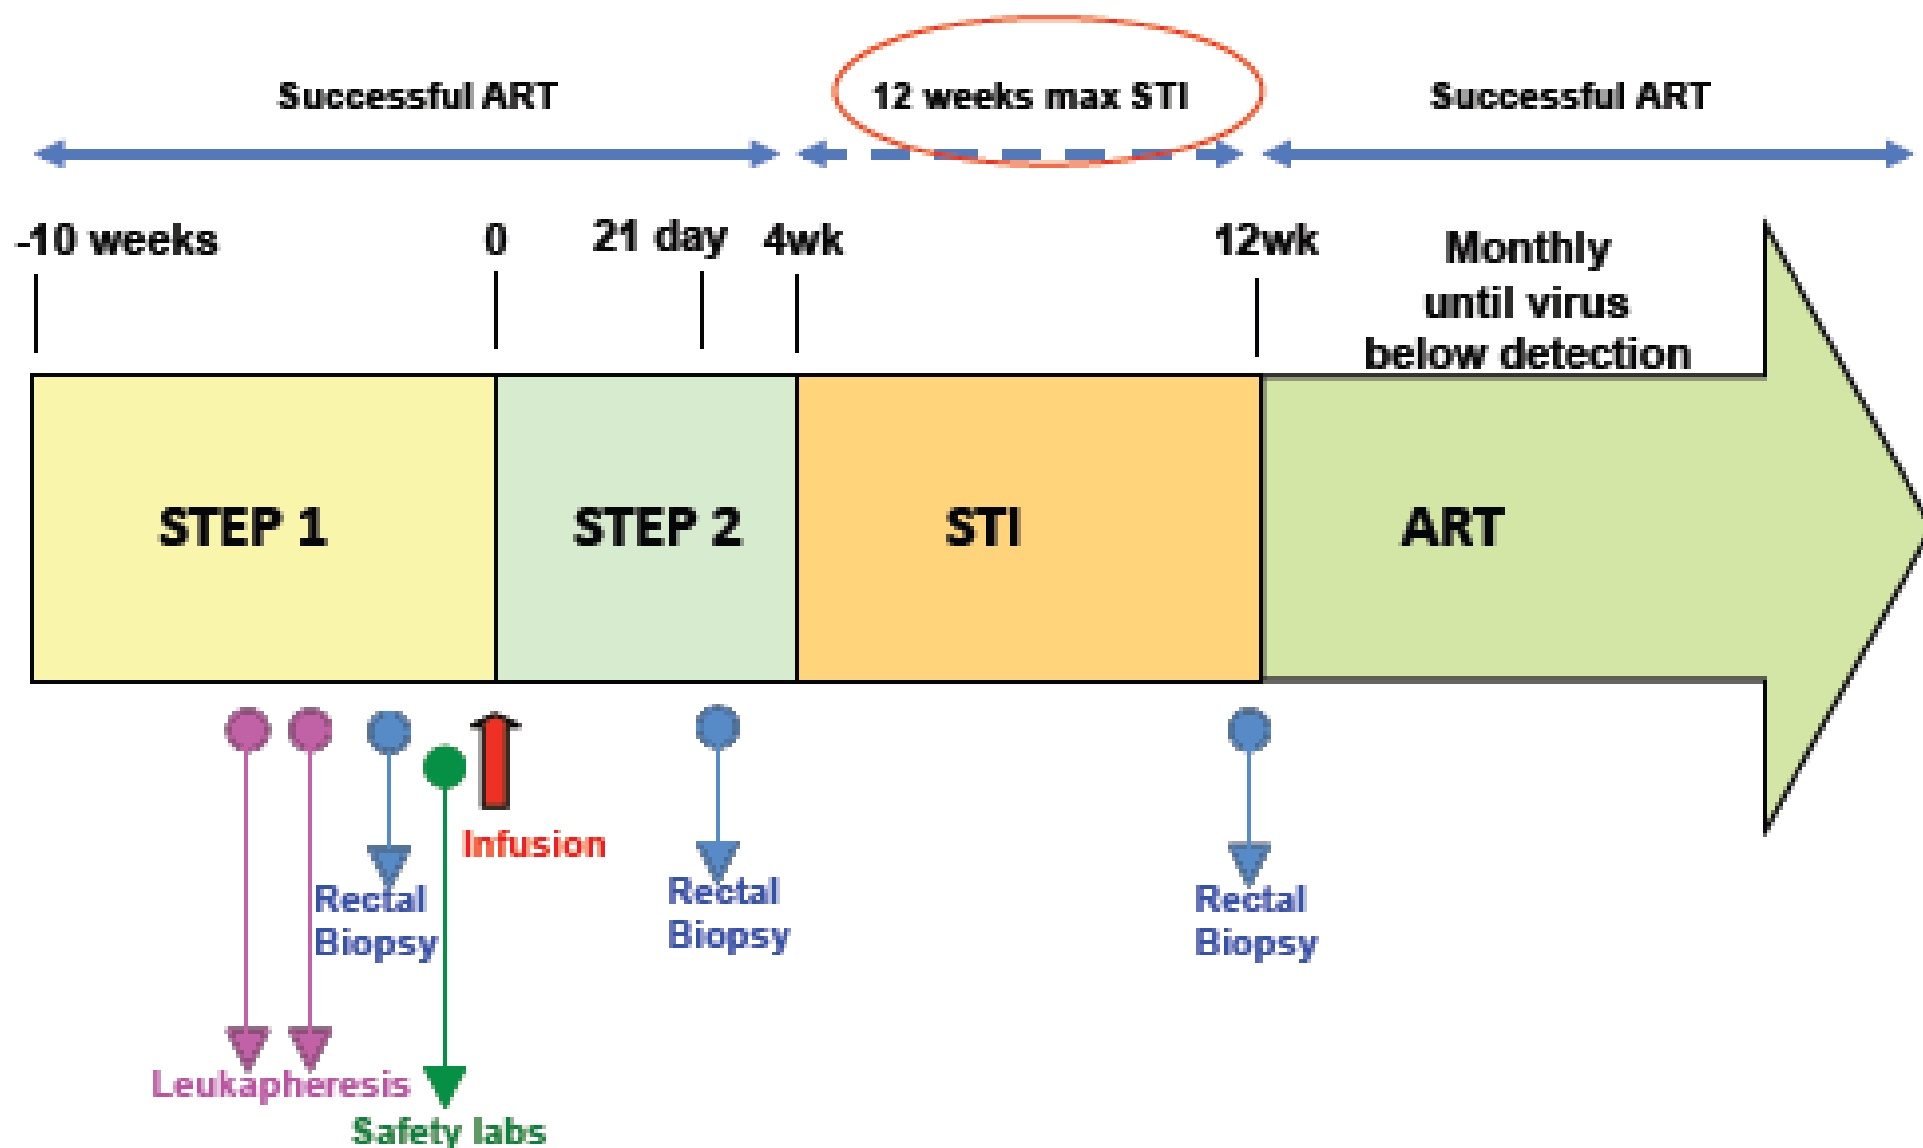 Successful ART
12 weeks max STI
Successful ART
-10 weeks
0
21 day
4wk
12wk
Monthly
until virus
below detection
STEP 1
STEP 2
STI
ART
Infusion
Rectal
Biopsy
Rectal
Biopsy
Rectal
Biopsy
Leukapheresis
Safety labs